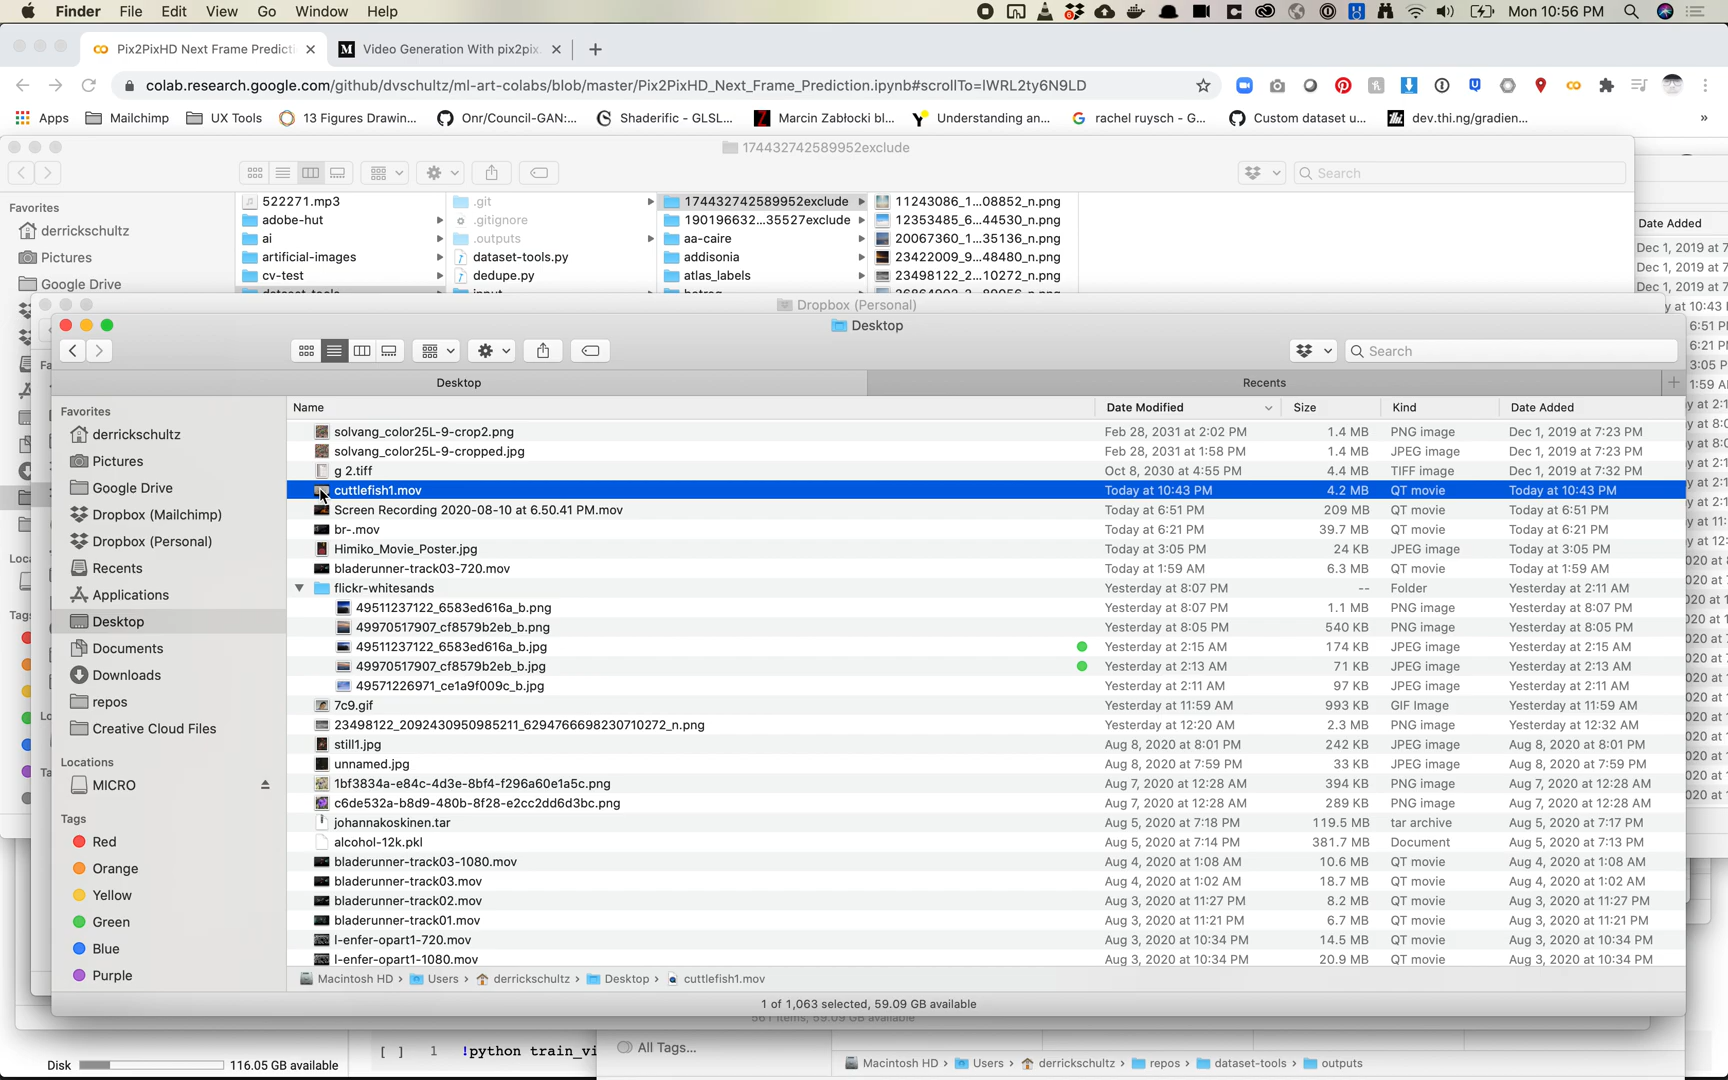 Finder File Edit View Go Window Help Mon 10:56 PM
Pix2PixHD Next Frame Predicti
Video Generation With pix2pix
colab.research.google.com/github/dvschultz/ml-art-colabs/blob/master/Pix2PixHD_Next_Frame_Prediction.ipynb#scrollTo=IWRL2ty6N9LD
Apps Mailchimp UX Tools 13 Figures Drawin... Onr/Council-GAN:... Shaderific - GLSL... Marcin Zabłocki bl... Understanding an... rachel ruysch - G... Custom dataset u... dev.thi.ng/gradien... »
174432742589952exclude
Search
Favorites
derrickschultz
Pictures
Google Drive
522271.mp3
adobe-hut
ai
artificial-images
cv-test
.git
.gitignore
.outputs
dataset-tools.py
dedupe.py
174432742589952exclude
190196632...35527exclude
aa-caire
addisonia
atlas_labels
11243086_1...08852_n.png
12353485_6...44530_n.png
20067360_1...35136_n.png
23422009_9...48480_n.png
23498122_2...10272_n.png
Date Added
Dec 1, 2019 at 7
Dec 1, 2019 at 7
Dec 1, 2019 at 7
Dropbox (Personal)
Desktop
Search
Desktop Recents
Favorites
derrickschultz
Pictures
Google Drive
Dropbox (Mailchimp)
Dropbox (Personal)
Recents
Applications
Desktop
Documents
Downloads
repos
Creative Cloud Files
Locations
MICRO
Tags
Red
Orange
Yellow
Green
Blue
Purple
Name Date Modified Size Kind Date Added
solvang_color25L-9-crop2.png Feb 28, 2031 at 2:02 PM 1.4 MB PNG image Dec 1, 2019 at 7:23 PM
solvang_color25L-9-cropped.jpg Feb 28, 2031 at 1:58 PM 1.4 MB JPEG image Dec 1, 2019 at 7:23 PM
g 2.tiff Oct 8, 2030 at 4:55 PM 4.4 MB TIFF image Dec 1, 2019 at 7:32 PM
cuttlefish1.mov Today at 10:43 PM 4.2 MB QT movie Today at 10:43 PM
Screen Recording 2020-08-10 at 6.50.41 PM.mov Today at 6:51 PM 209 MB QT movie Today at 6:51 PM
br-.mov Today at 6:21 PM 39.7 MB QT movie Today at 6:21 PM
Himiko_Movie_Poster.jpg Today at 3:05 PM 24 KB JPEG image Today at 3:05 PM
bladerunner-track03-720.mov Today at 1:59 AM 6.3 MB QT movie Today at 1:59 AM
flickr-whitesands Yesterday at 8:07 PM -- Folder Yesterday at 2:11 AM
49511237122_6583ed616a_b.png Yesterday at 8:07 PM 1.1 MB PNG image Yesterday at 8:07 PM
49970517907_cf8579b2eb_b.png Yesterday at 8:05 PM 540 KB PNG image Yesterday at 8:05 PM
49511237122_6583ed616a_b.jpg Yesterday at 2:15 AM 174 KB JPEG image Yesterday at 2:15 AM
49970517907_cf8579b2eb_b.jpg Yesterday at 2:13 AM 71 KB JPEG image Yesterday at 2:13 AM
49571226971_ce1a9f009c_b.jpg Yesterday at 2:11 AM 97 KB JPEG image Yesterday at 2:11 AM
7c9.gif Yesterday at 11:59 AM 993 KB GIF Image Yesterday at 11:59 AM
23498122_2092430950985211_6294766698230710272_n.png Yesterday at 12:20 AM 2.3 MB PNG image Yesterday at 12:32 AM
still1.jpg Aug 8, 2020 at 8:01 PM 242 KB JPEG image Aug 8, 2020 at 8:01 PM
unnamed.jpg Aug 8, 2020 at 7:59 PM 33 KB JPEG image Aug 8, 2020 at 7:59 PM
1bf3834a-e84c-4d3e-8bf4-f296a60e1a5c.png Aug 7, 2020 at 12:28 AM 394 KB PNG image Aug 7, 2020 at 12:28 AM
c6de532a-b8d9-480b-8f28-e2cc2dd6d3bc.png Aug 7, 2020 at 12:28 AM 289 KB PNG image Aug 7, 2020 at 12:28 AM
johannakoskinen.tar Aug 5, 2020 at 7:18 PM 119.5 MB tar archive Aug 5, 2020 at 7:17 PM
alcohol-12k.pkl Aug 5, 2020 at 7:14 PM 381.7 MB Document Aug 5, 2020 at 7:13 PM
bladerunner-track03-1080.mov Aug 4, 2020 at 1:08 AM 10.6 MB QT movie Aug 4, 2020 at 1:08 AM
bladerunner-track03.mov Aug 4, 2020 at 1:02 AM 18.7 MB QT movie Aug 4, 2020 at 1:02 AM
bladerunner-track02.mov Aug 3, 2020 at 11:27 PM 8.2 MB QT movie Aug 3, 2020 at 11:27 PM
bladerunner-track01.mov Aug 3, 2020 at 11:21 PM 6.7 MB QT movie Aug 3, 2020 at 11:21 PM
l-enfer-opart1-720.mov Aug 3, 2020 at 10:34 PM 14.5 MB QT movie Aug 3, 2020 at 10:34 PM
l-enfer-opart1-1080.mov Aug 3, 2020 at 10:34 PM 20.9 MB QT movie Aug 3, 2020 at 10:34 PM
Macintosh HD › Users › derrickschultz › Desktop › cuttlefish1.mov
1 of 1,063 selected, 59.09 GB available
Disk 116.05 GB available
[ ] 1 !python train_vi
All Tags...
Macintosh HD › Users › derrickschultz › repos › dataset-tools › outputs